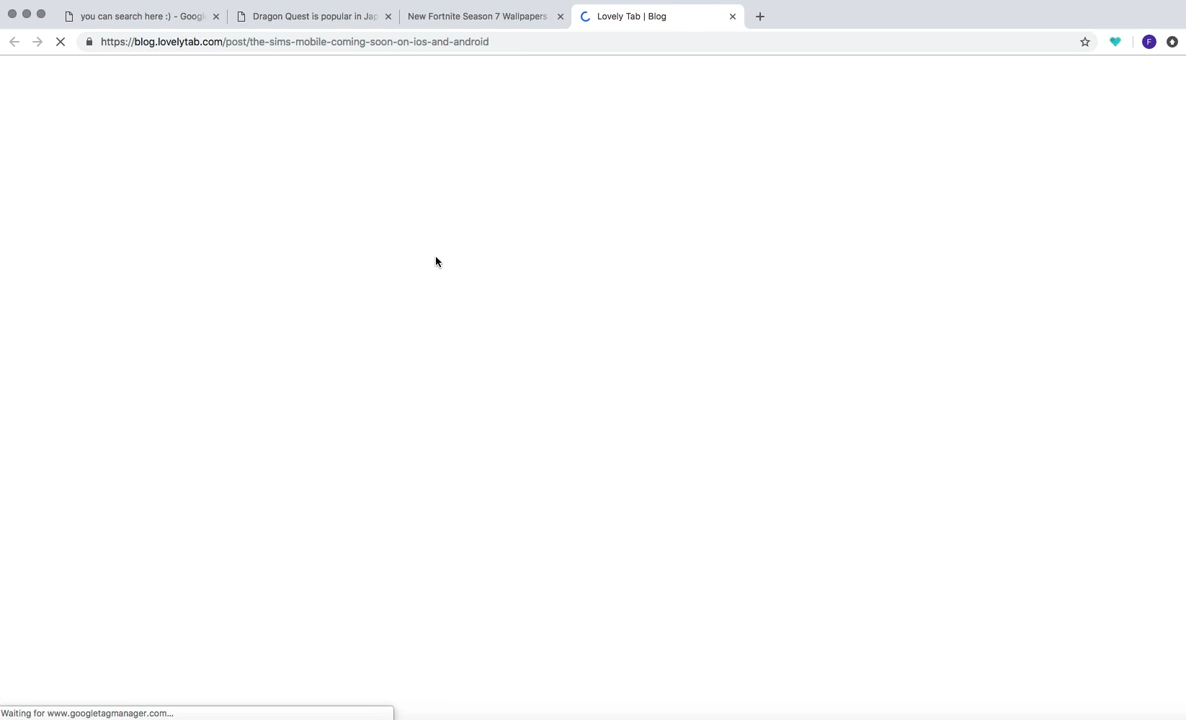 you can search here :) - Googl
Dragon Quest is popular in Jap
New Fortnite Season 7 Wallpapers
Lovely Tab | Blog
https://blog.lovelytab.com/post/the-sims-mobile-coming-soon-on-ios-and-android
F
Waiting for www.googletagmanager.com...